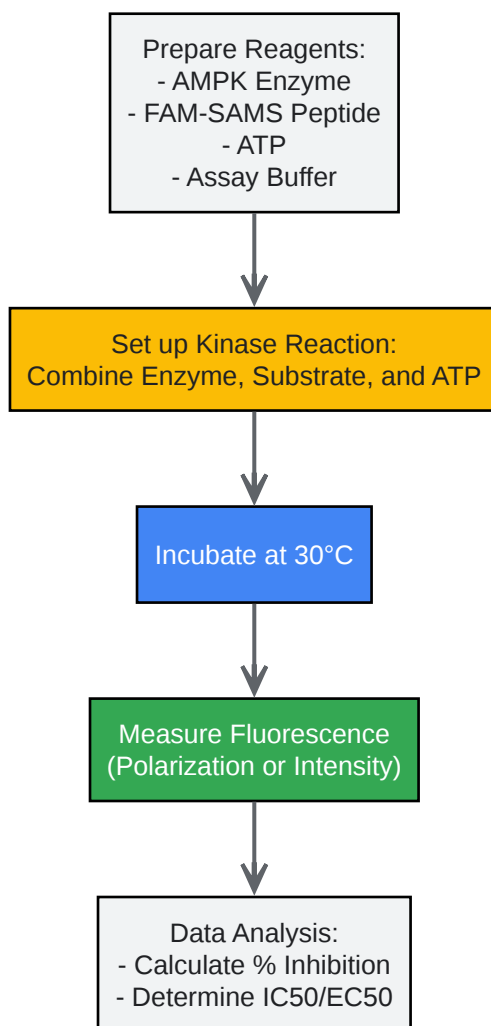 Prepare Reagents:
- AMPK Enzyme
- FAM-SAMS Peptide
- ATP
- Assay Buffer
Set up Kinase Reaction:
Combine Enzyme, Substrate, and ATP
Incubate at 30°C
Measure Fluorescence
(Polarization or Intensity)
Data Analysis:
- Calculate % Inhibition
- Determine IC50/EC50